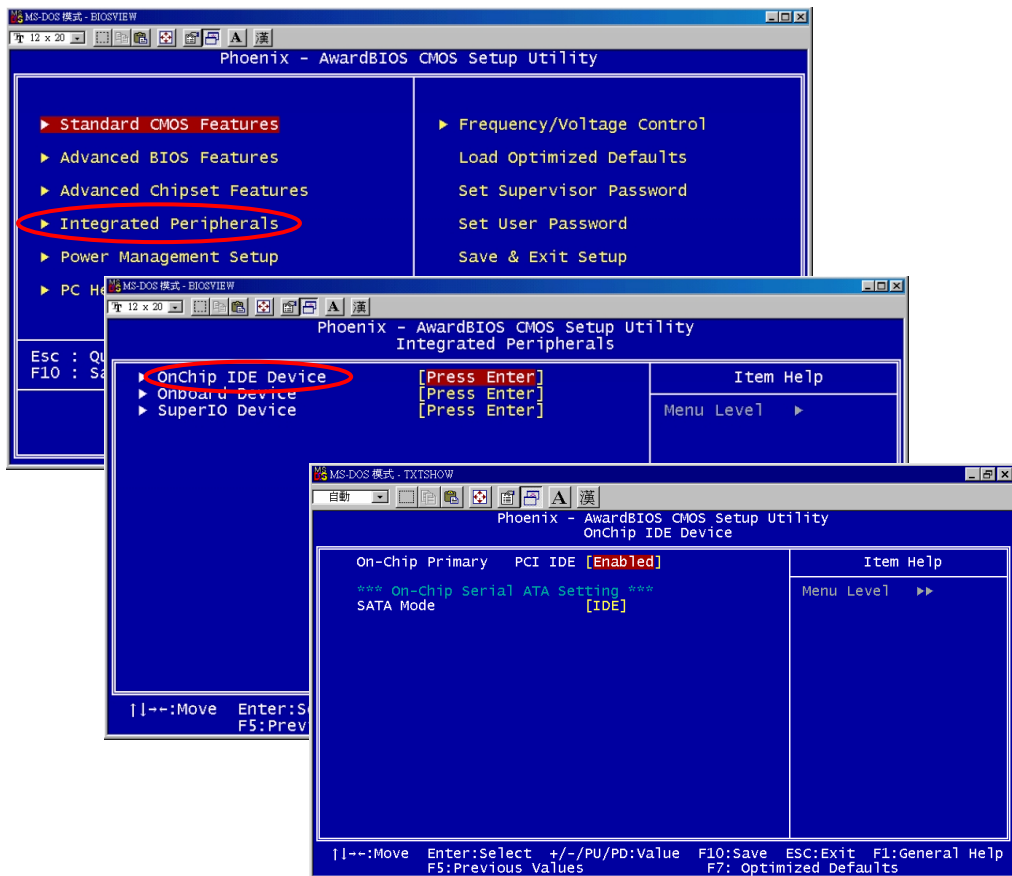 MS-DOS 模式 - BIOSVIEW
12 x 20
A 漢
Phoenix - AwardBIOS CMOS Setup Utility
Standard CMOS Features
Advanced BIOS Features
Advanced Chipset Features
Integrated Peripherals
Power Management Setup
PC
Frequency/Voltage Control
Load Optimized Defaults
Set Supervisor Password
Set User Password
Save & Exit Setup
Esc :
F10 :
MS-DOS 模式 - BIOSVIEW
12 x 20
A 漢
Phoenix - AwardBIOS CMOS Setup Utility
Integrated Peripherals
OnChip IDE Device [Press Enter]
Onboard Device [Press Enter]
SuperIO Device [Press Enter]
Item Help
Menu Level
↑↓→←:Move Enter:S
F5:Prev
MS-DOS 模式 - TXTSHOW
自動
A 漢
Phoenix - AwardBIOS CMOS Setup Utility
OnChip IDE Device
On-Chip Primary PCI IDE [Enabled]
*** On-Chip Serial ATA Setting ***
SATA Mode [IDE]
Item Help
Menu Level
↑↓→←:Move Enter:Select +/-/PU/PD:Value F10:Save ESC:Exit F1:General Help
F5:Previous Values F7: Optimized Defaults